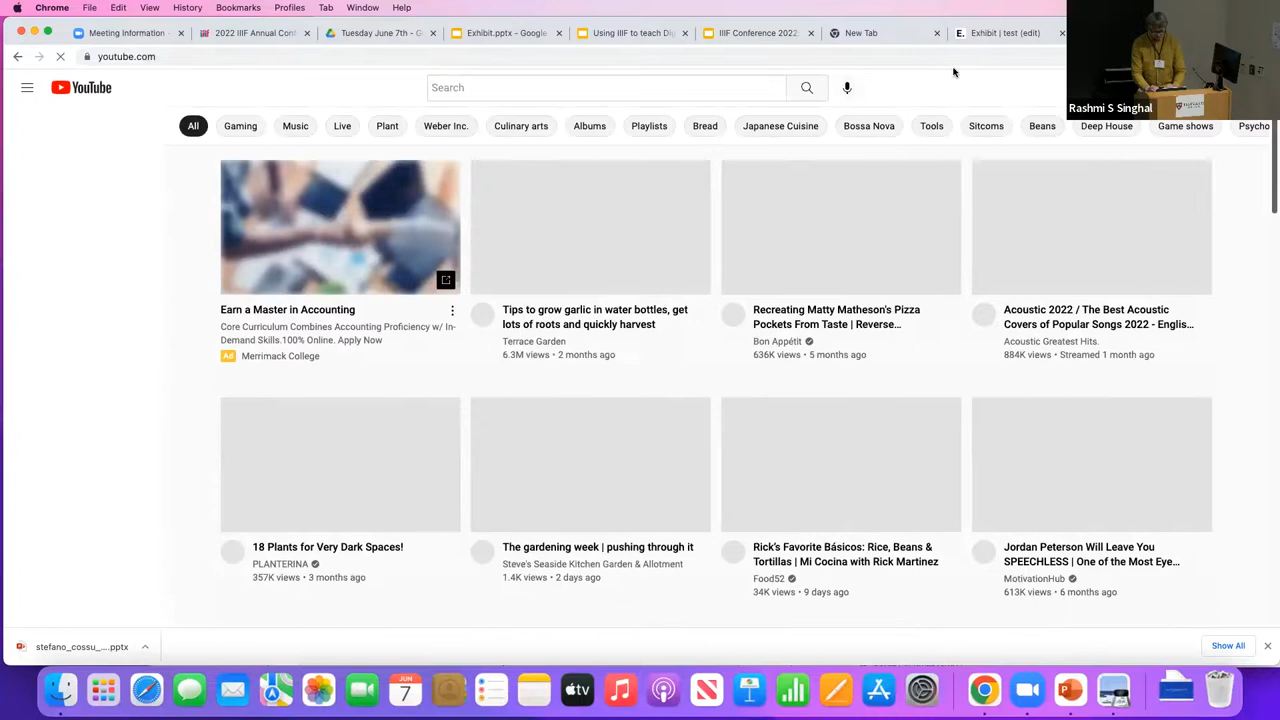 Chrome File Edit View History Bookmarks Profiles Tab Window Help
Meeting Information -
2022 IIIF Annual Conf
Tuesday June 7th - G
Exhibit.pptx - Google
Using IIIF to teach Dig
IIIF Conference 2022
New Tab
Exhibit j test (edit)
youtube.com
YouTube
Search
Rashmi S Singhal
All Gaming Music Live Plant Weber Inc. Culinary arts Albums Playlists Bread Japanese Cuisine Bossa Nova Tools Sitcoms Beans Deep House Game shows Psycho
Earn a Master in Accounting
Core Curriculum Combines Accounting Proficiency w/ In-
Demand Skills.100% Online. Apply Now
Ad Merrimack College
Tips to grow garlic in water bottles, get
lots of roots and quickly harvest
Terrace Garden
6.3M views • 2 months ago
Recreating Matty Matheson's Pizza
Pockets From Taste | Reverse...
Bon Appétit
636K views • 5 months ago
Acoustic 2022 / The Best Acoustic
Covers of Popular Songs 2022 - Englis...
Acoustic Greatest Hits.
884K views • Streamed 1 month ago
18 Plants for Very Dark Spaces!
PLANTERINA
357K views • 3 months ago
The gardening week | pushing through it
Steve's Seaside Kitchen Garden & Allotment
1.4K views • 2 days ago
Rick's Favorite Básicos: Rice, Beans &
Tortillas | Mi Cocina with Rick Martinez
Food52
34K views • 9 days ago
Jordan Peterson Will Leave You
SPEECHLESS | One of the Most Eye...
MotivationHub
613K views • 6 months ago
stefano_cossu_....pptx
Show All
JUN
7
tv